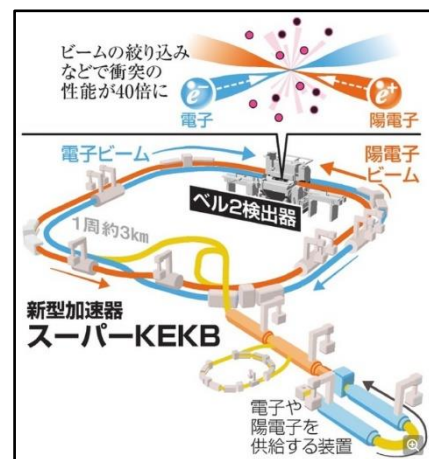 ビームの絞り込み
などで衝突の
性能が40倍に
e−
電子
e+
陽電子
電子ビーム
陽電子
ビーム
ベル2検出器
1周約3km
新型加速器
スーパーKEKB
電子や
陽電子を
供給する装置